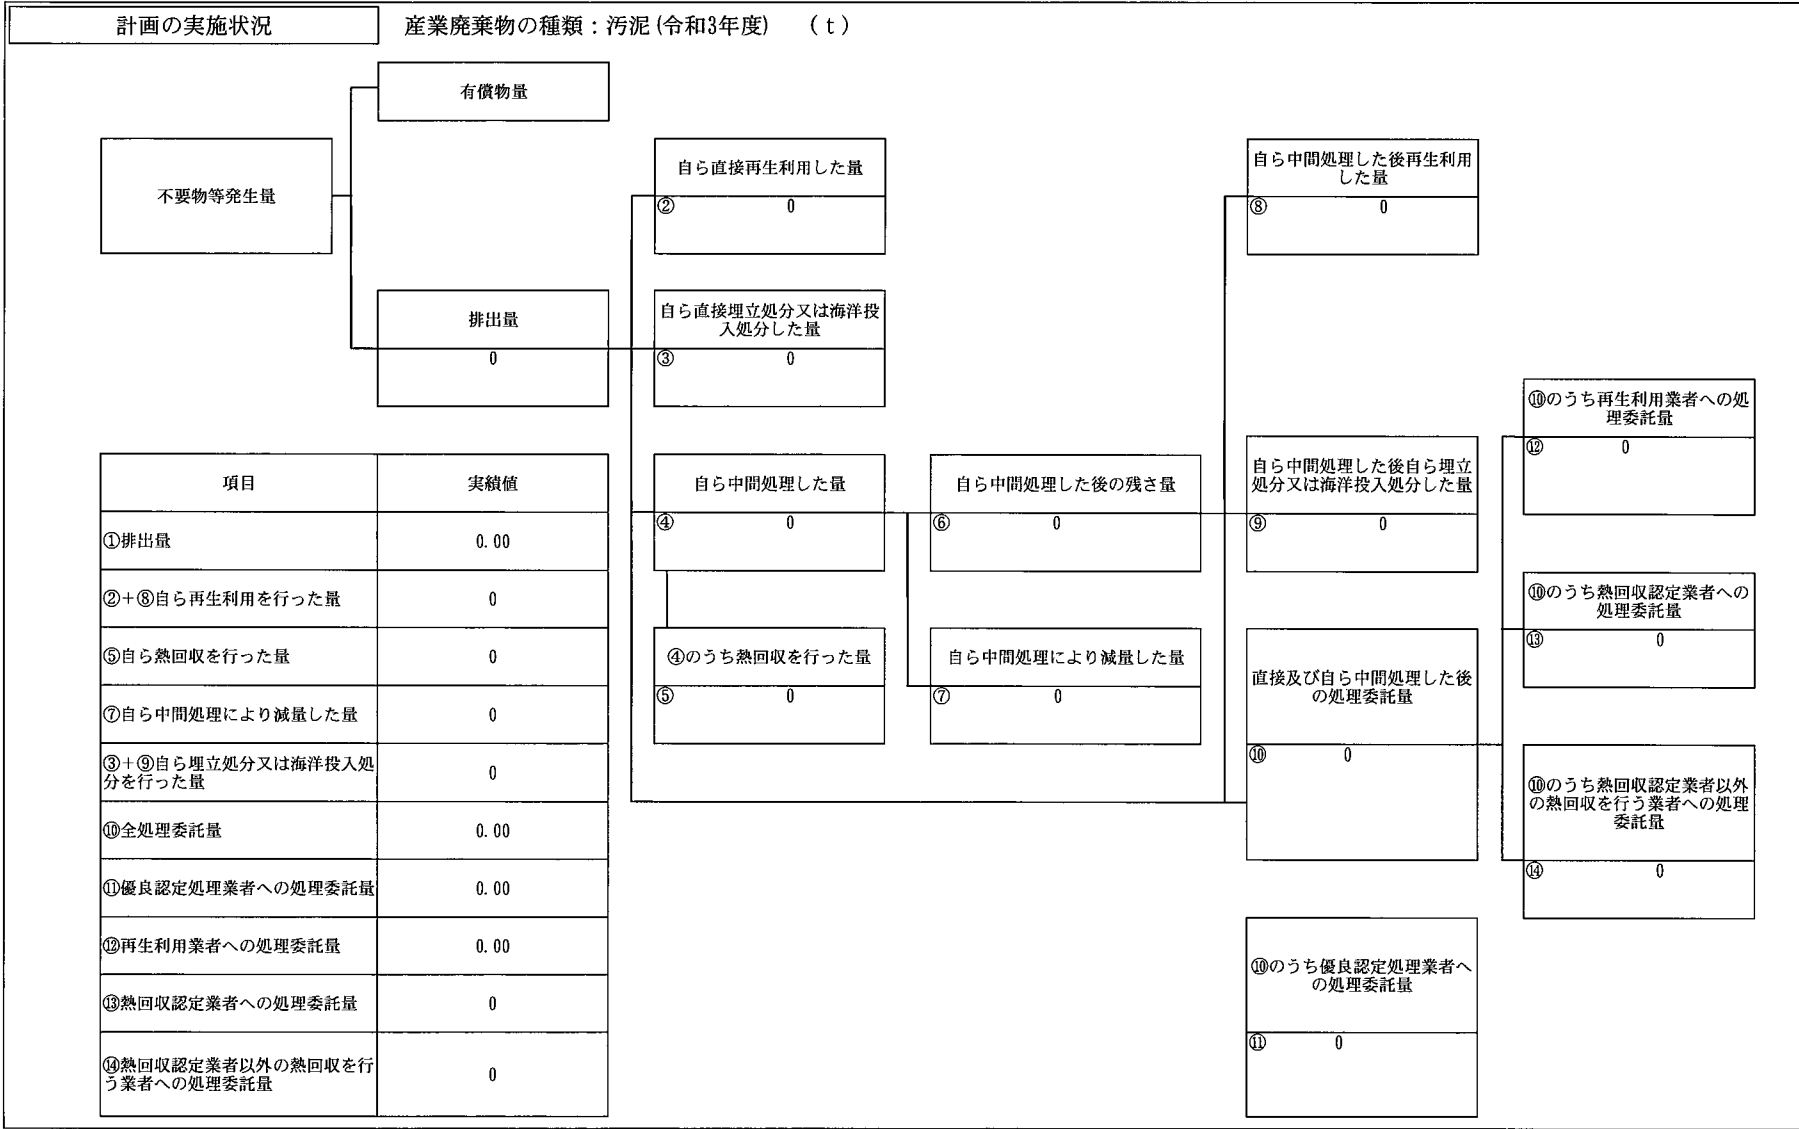 計画の実施状況
産業廃棄物の種類：汚泥(令和3年度) （ｔ）
有償物量
不要物等発生量
排出量
0
自ら直接再生利用した量
② 0
自ら直接埋立処分又は海洋投
入処分した量
③ 0
自ら中間処理した量
④ 0
④のうち熱回収を行った量
⑤ 0
自ら中間処理した後の残さ量
⑥ 0
自ら中間処理により減量した量
⑦ 0
自ら中間処理した後再生利用
した量
⑧ 0
自ら中間処理した後自ら埋立
処分又は海洋投入処分した量
⑨ 0
直接及び自ら中間処理した後
の処理委託量
⑩ 0
⑩のうち優良認定処理業者へ
の処理委託量
⑪ 0
⑩のうち再生利用業者への処
理委託量
⑫ 0
⑩のうち熱回収認定業者への
処理委託量
⑬ 0
⑩のうち熱回収認定業者以外
の熱回収を行う業者への処理
委託量
⑭ 0
項目 実績値
①排出量 0.00
②＋⑧自ら再生利用を行った量 0
⑤自ら熱回収を行った量 0
⑦自ら中間処理により減量した量 0
③＋⑨自ら埋立処分又は海洋投入処
分を行った量 0
⑩全処理委託量 0.00
⑪優良認定処理業者への処理委託量 0.00
⑫再生利用業者への処理委託量 0.00
⑬熱回収認定業者への処理委託量 0
⑭熱回収認定業者以外の熱回収を行
う業者への処理委託量 0